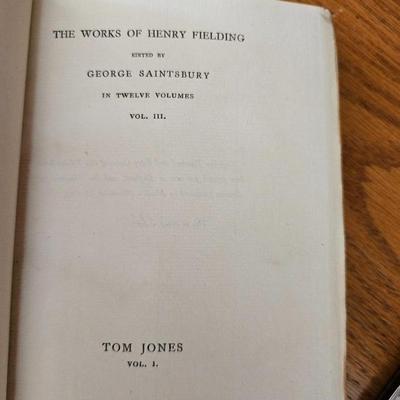 THE WORKS OF HENRY FIELDING
EDITED BY
GEORGE SAINTSBURY
IN TWELVE VOLUMES
VOL. III.
TOM JONES
VOL. I.